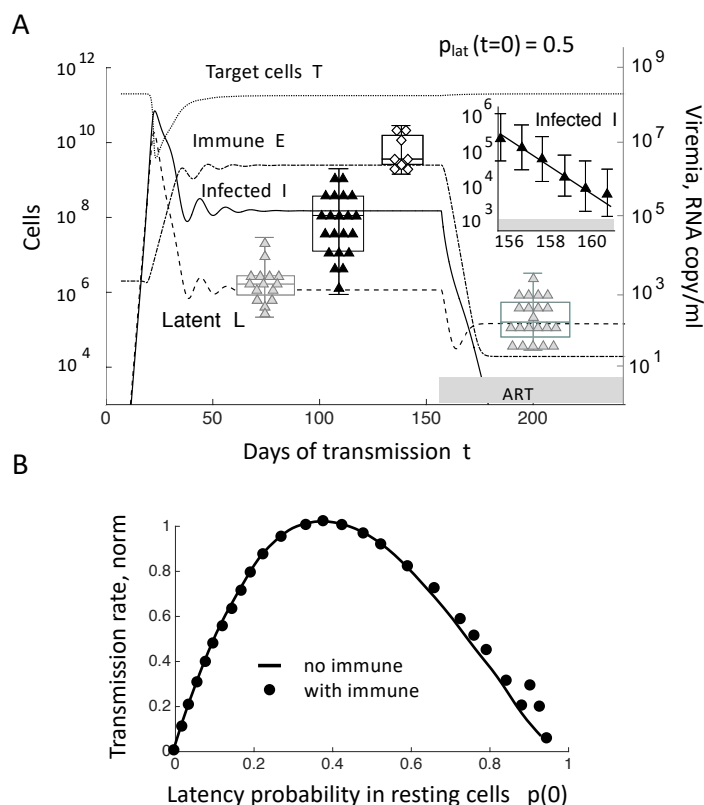 A
p_lat (t=0) = 0.5
10^12
10^10
10^8
10^6
10^4
Cells
Target cells T
Immune E
Infected I
Latent L
10^6
10^5
10^4
10^3
Infected I
156 158 160
10^9
10^7
10^5
10^3
10^1
Viremia, RNA copy/ml
ART
0 50 100 150 200
Days of transmission t
B
Transmission rate, norm
1
0.8
0.6
0.4
0.2
0
no immune
with immune
0 0.2 0.4 0.6 0.8 1
Latency probability in resting cells p(0)